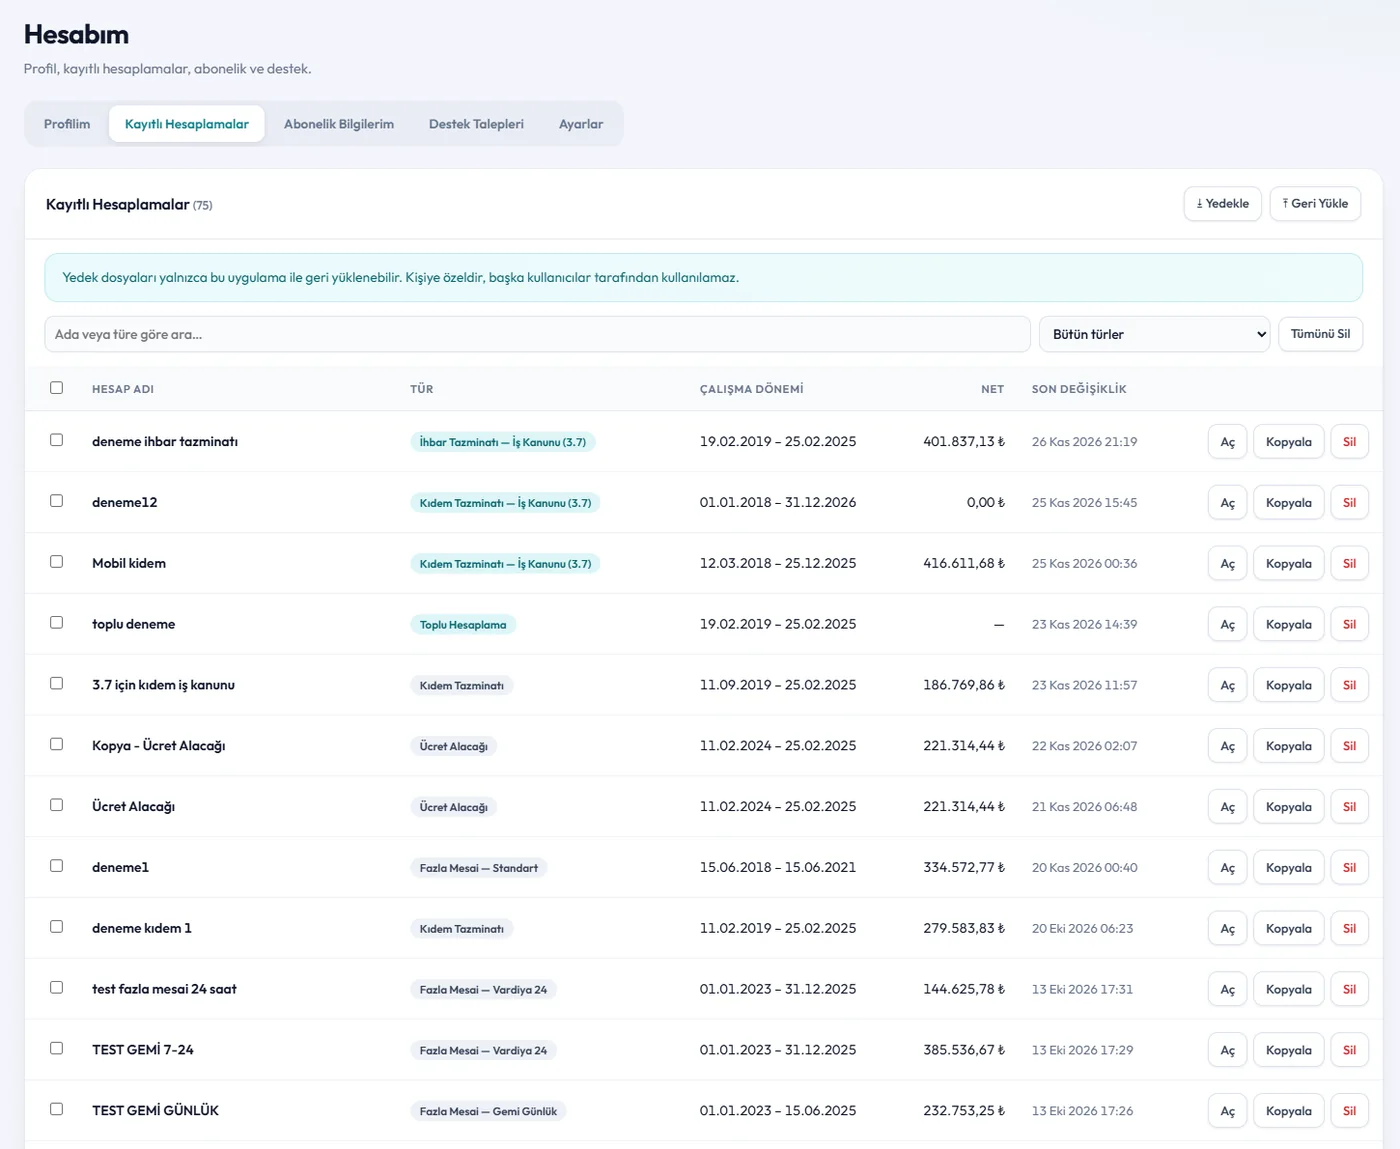 Hesabım
Profil, kayıtlı hesaplamalar, abonelik ve destek.
Profilim Kayıtlı Hesaplamalar Abonelik Bilgilerim Destek Talepleri Ayarlar
Kayıtlı Hesaplamalar (75) ⤓ Yedekle ⤒ Geri Yükle
Yedek dosyaları yalnızca bu uygulama ile geri yüklenebilir. Kişiye özeldir, başka kullanıcılar tarafından kullanılamaz.
Ada veya türe göre ara... Bütün türler Tümünü Sil
HESAP ADI TÜR ÇALIŞMA DÖNEMİ NET SON DEĞİŞİKLİK
deneme ihbar tazminatı İhbar Tazminatı — İş Kanunu (3.7) 19.02.2019 – 25.02.2025 401.837,13 ₺ 26 Kas 2026 21:19 Aç Kopyala Sil
deneme12 Kıdem Tazminatı — İş Kanunu (3.7) 01.01.2018 – 31.12.2026 0,00 ₺ 25 Kas 2026 15:45 Aç Kopyala Sil
Mobil kidem Kıdem Tazminatı — İş Kanunu (3.7) 12.03.2018 – 25.12.2025 416.611,68 ₺ 25 Kas 2026 00:36 Aç Kopyala Sil
toplu deneme Toplu Hesaplama 19.02.2019 – 25.02.2025 — 23 Kas 2026 14:39 Aç Kopyala Sil
3.7 için kıdem iş kanunu Kıdem Tazminatı 11.09.2019 – 25.02.2025 186.769,86 ₺ 23 Kas 2026 11:57 Aç Kopyala Sil
Kopya - Ücret Alacağı Ücret Alacağı 11.02.2024 – 25.02.2025 221.314,44 ₺ 22 Kas 2026 02:07 Aç Kopyala Sil
Ücret Alacağı Ücret Alacağı 11.02.2024 – 25.02.2025 221.314,44 ₺ 21 Kas 2026 06:48 Aç Kopyala Sil
deneme1 Fazla Mesai — Standart 15.06.2018 – 15.06.2021 334.572,77 ₺ 20 Kas 2026 00:40 Aç Kopyala Sil
deneme kıdem 1 Kıdem Tazminatı 11.02.2019 – 25.02.2025 279.583,83 ₺ 20 Eki 2026 06:23 Aç Kopyala Sil
test fazla mesai 24 saat Fazla Mesai — Vardiya 24 01.01.2023 – 31.12.2025 144.625,78 ₺ 13 Eki 2026 17:31 Aç Kopyala Sil
TEST GEMİ 7-24 Fazla Mesai — Vardiya 24 01.01.2023 – 31.12.2025 385.536,67 ₺ 13 Eki 2026 17:29 Aç Kopyala Sil
TEST GEMİ GÜNLÜK Fazla Mesai — Gemi Günlük 01.01.2023 – 15.06.2025 232.753,25 ₺ 13 Eki 2026 17:26 Aç Kopyala Sil